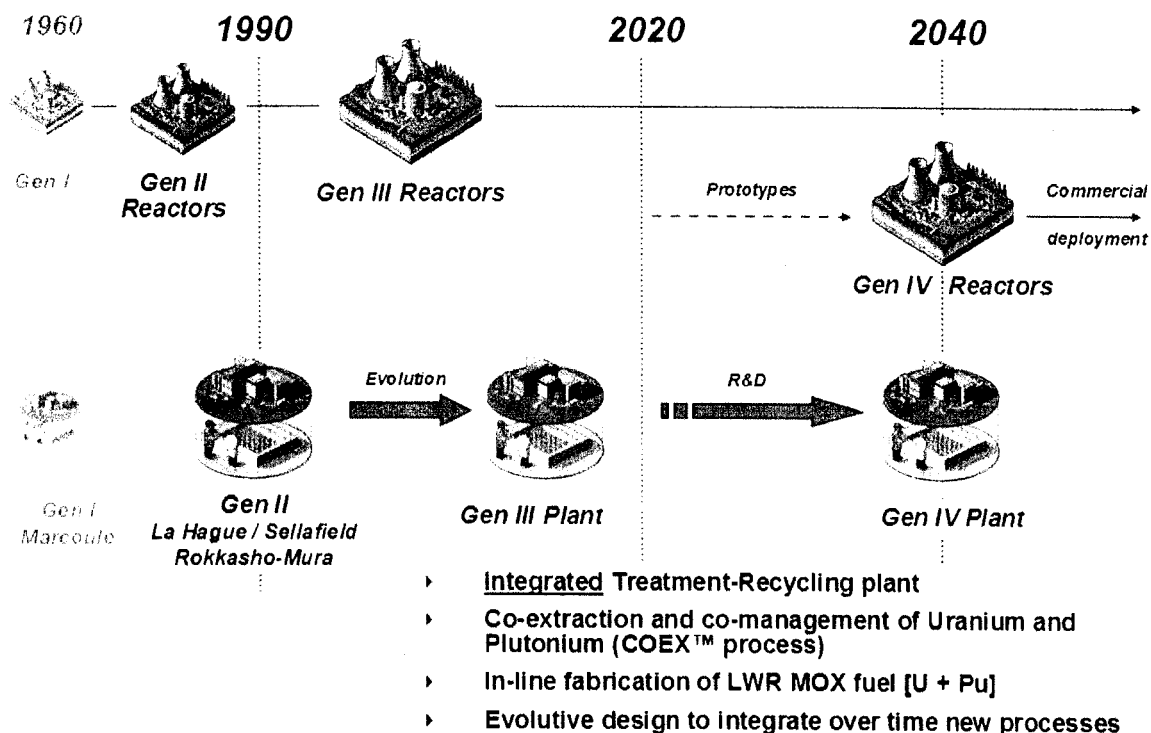 1960
1990
2020
2040
Gen I
Gen II
Reactors
Gen III Reactors
Prototypes
Commercial
deployment
Gen IV Reactors
Evolution
R&D
Gen I
Marcoule
Gen II
La Hague / Sellafield
Rokkasho-Mura
Gen III Plant
Gen IV Plant
‣ Integrated Treatment-Recycling plant
‣ Co-extraction and co-management of Uranium and
Plutonium (COEX™ process)
‣ In-line fabrication of LWR MOX fuel [U + Pu]
‣ Evolutive design to integrate over time new processes